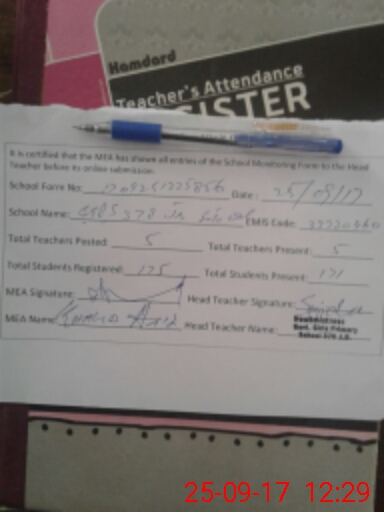 Hamdard
Teacher's Attendance
REGISTER
It is certified that the MEA has shown all entries of the School Monitoring Form to the Head
Teacher before its online submission.
School Form No: Date: 25/09/17
School Name: EMIS Code:
Total Teachers Posted: 5 Total Teachers Present: 5
Total Students Registered: 175 Total Students Present: 171
MEA Signature: Head Teacher Signature:
MEA Name: Head Teacher Name:
Headmistress
Govt. Girls Primary
School
25-09-17 12:29